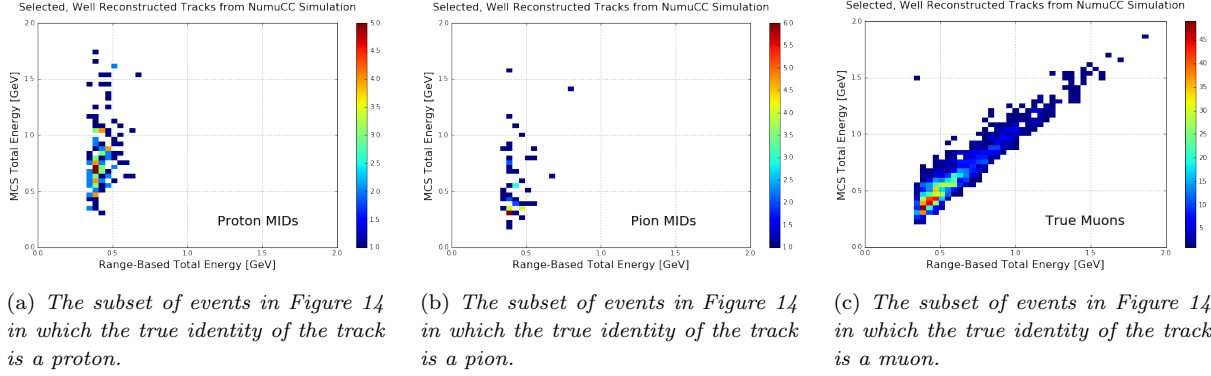 Selected, Well Reconstructed Tracks from NumuCC Simulation
MCS Total Energy [GeV]
2.0
1.5
1.0
0.5
0.0
0.0 0.5 1.0 1.5 2.0
Range-Based Total Energy [GeV]
Proton MIDs
5.0
4.5
4.0
3.5
3.0
2.5
2.0
1.5
1.0
Selected, Well Reconstructed Tracks from NumuCC Simulation
MCS Total Energy [GeV]
2.0
1.5
1.0
0.5
0.0
0.0 0.5 1.0 1.5 2.0
Range-Based Total Energy [GeV]
Pion MIDs
6.0
5.5
5.0
4.5
4.0
3.5
3.0
2.5
2.0
1.5
1.0
Selected, Well Reconstructed Tracks from NumuCC Simulation
MCS Total Energy [GeV]
2.0
1.5
1.0
0.5
0.0
0.0 0.5 1.0 1.5 2.0
Range-Based Total Energy [GeV]
True Muons
45
40
35
30
25
20
15
10
5
(a) The subset of events in Figure 14
in which the true identity of the track
is a proton.
(b) The subset of events in Figure 14
in which the true identity of the track
is a pion.
(c) The subset of events in Figure 14
in which the true identity of the track
is a muon.